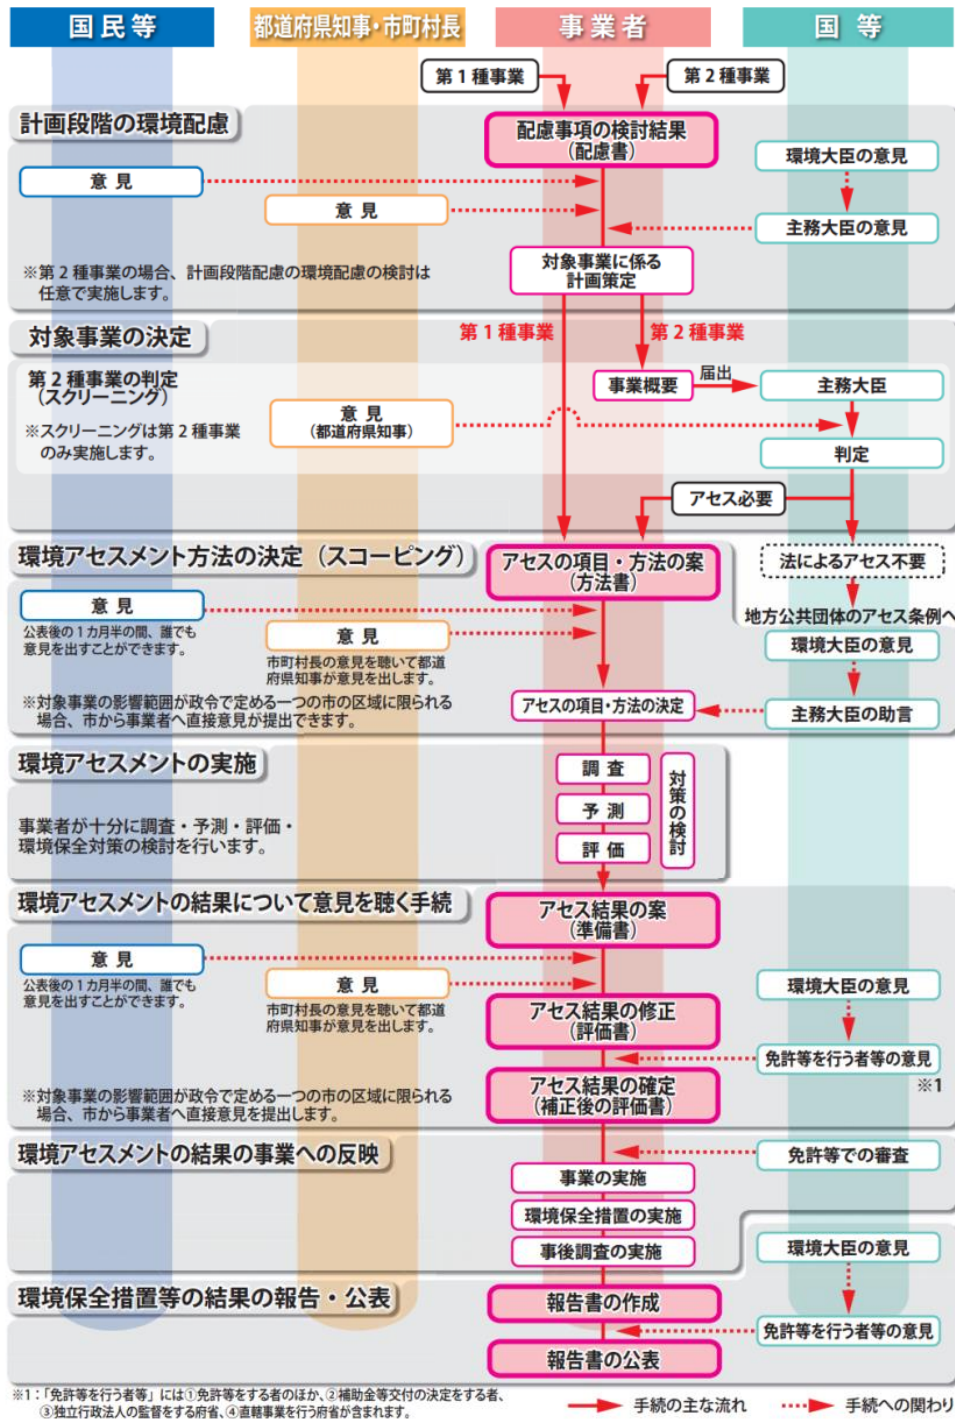 国民等
都道府県知事・市町村長
事業者
国 等
第1種事業
第2種事業
計画段階の環境配慮
配慮事項の検討結果
(配慮書)
環境大臣の意見
意 見
意 見
主務大臣の意見
※第2種事業の場合、計画段階配慮の環境配慮の検討は
任意で実施します。
対象事業に係る
計画策定
対象事業の決定
第1種事業
第2種事業
第2種事業の判定
(スクリーニング)
事業概要
届出
主務大臣
意 見
(都道府県知事)
※スクリーニングは第2種事業
のみ実施します。
判定
アセス必要
環境アセスメント方法の決定(スコーピング)
アセスの項目・方法の案
(方法書)
法によるアセス不要
地方公共団体のアセス条例へ
意 見
公表後の1カ月半の間、誰でも
意見を出すことができます。
意 見
市町村長の意見を聴いて都道
府県知事が意見を出します。
環境大臣の意見
※対象事業の影響範囲が政令で定める一つの市の区域に限られる
場合、市から事業者へ直接意見が提出できます。
アセスの項目・方法の決定
主務大臣の助言
環境アセスメントの実施
調 査
予 測
評 価
対策の検討
事業者が十分に調査・予測・評価・
環境保全対策の検討を行います。
環境アセスメントの結果について意見を聴く手続
アセス結果の案
(準備書)
意 見
公表後の1カ月半の間、誰でも
意見を出すことができます。
意 見
市町村長の意見を聴いて都道
府県知事が意見を出します。
環境大臣の意見
アセス結果の修正
(評価書)
免許等を行う者等の意見
※1
※対象事業の影響範囲が政令で定める一つの市の区域に限られる
場合、市から事業者へ直接意見を提出します。
アセス結果の確定
(補正後の評価書)
環境アセスメントの結果の事業への反映
免許等での審査
事業の実施
環境保全措置の実施
事後調査の実施
環境大臣の意見
環境保全措置等の結果の報告・公表
報告書の作成
免許等を行う者等の意見
報告書の公表
※1:「免許等を行う者等」には①免許等をする者のほか、②補助金等交付の決定をする者、
③独立行政法人の監督をする府省、④直轄事業を行う府省が含まれます。
手続の主な流れ
手続への関わり